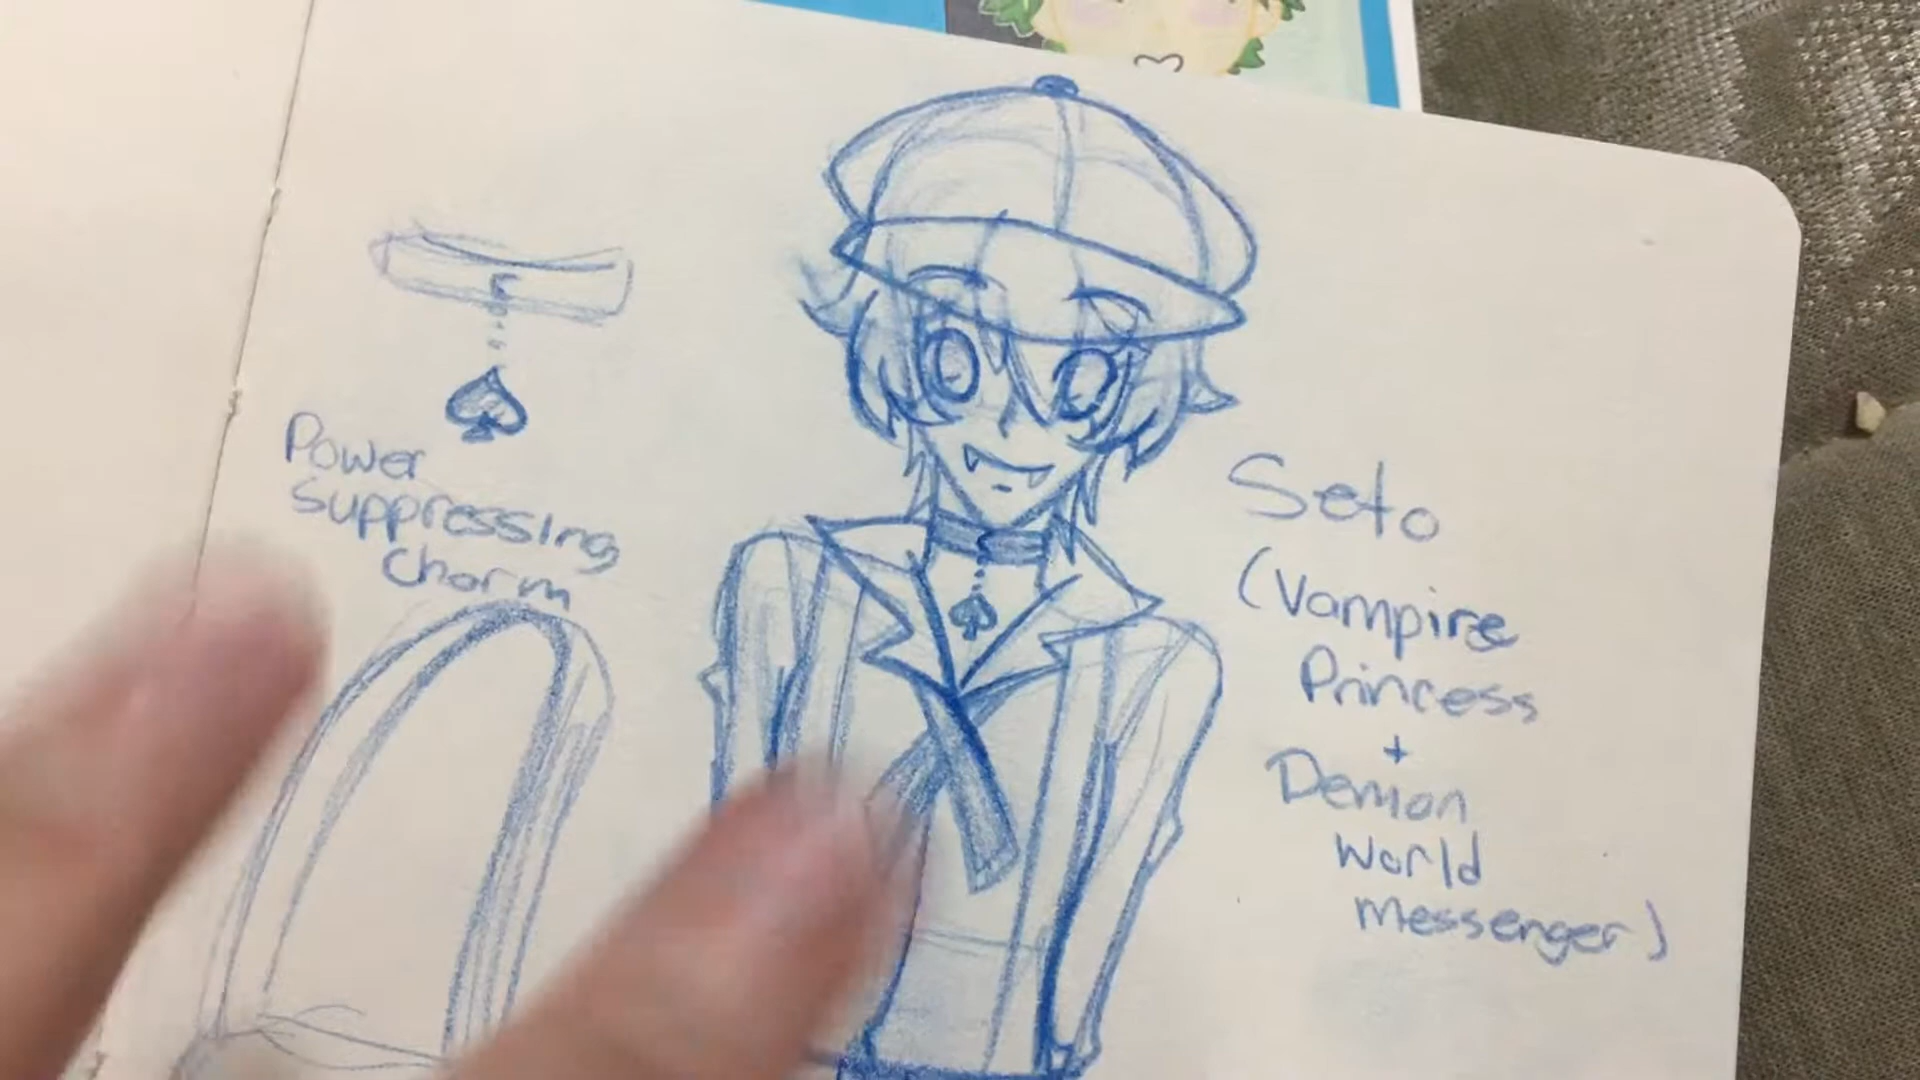 Power
Suppressing
Charm
Seto
(Vampire
Princess
+
Demon
World
Messenger)